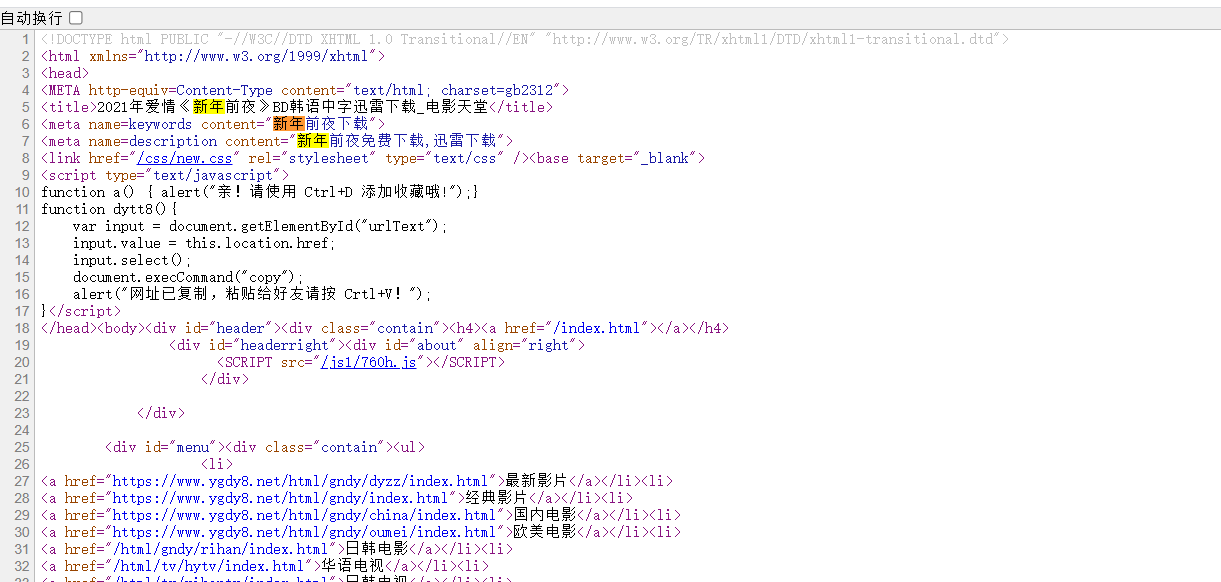 自动换行
1 <!DOCTYPE html PUBLIC "-//W3C//DTD XHTML 1.0 Transitional//EN" "http://www.w3.org/TR/xhtml1/DTD/xhtml1-transitional.dtd">
2 <html xmlns="http://www.w3.org/1999/xhtml">
3 <head>
4 <META http-equiv=Content-Type content="text/html; charset=gb2312">
5 <title>2021年爱情《新年前夜》BD韩语中字迅雷下载_电影天堂</title>
6 <meta name=keywords content="新年前夜下载">
7 <meta name=description content="新年前夜免费下载,迅雷下载">
8 <link href="/css/new.css" rel="stylesheet" type="text/css" /><base target="_blank">
9 <script type="text/javascript">
10 function a() { alert("亲！请使用 Ctrl+D 添加收藏哦!");}
11 function dytt8(){
12 var input = document.getElementById("urlText");
13 input.value = this.location.href;
14 input.select();
15 document.execCommand("copy");
16 alert("网址已复制，粘贴给好友请按 Crtl+V！");
17 }</script>
18 </head><body><div id="header"><div class="contain"><h4><a href="/index.html"></a></h4>
19 <div id="headerright"><div id="about" align="right">
20 <SCRIPT src="/js1/760h.js"></SCRIPT>
21 </div>
22
23 </div>
24
25 <div id="menu"><div class="contain"><ul>
26 <li>
27 <a href="https://www.ygdy8.net/html/gndy/dyzz/index.html">最新影片</a></li><li>
28 <a href="https://www.ygdy8.net/html/gndy/index.html">经典影片</a></li><li>
29 <a href="https://www.ygdy8.net/html/gndy/china/index.html">国内电影</a></li><li>
30 <a href="https://www.ygdy8.net/html/gndy/oumei/index.html">欧美电影</a></li><li>
31 <a href="/html/gndy/rihan/index.html">日韩电影</a></li><li>
32 <a href="/html/tv/hytv/index.html">华语电视</a></li><li>